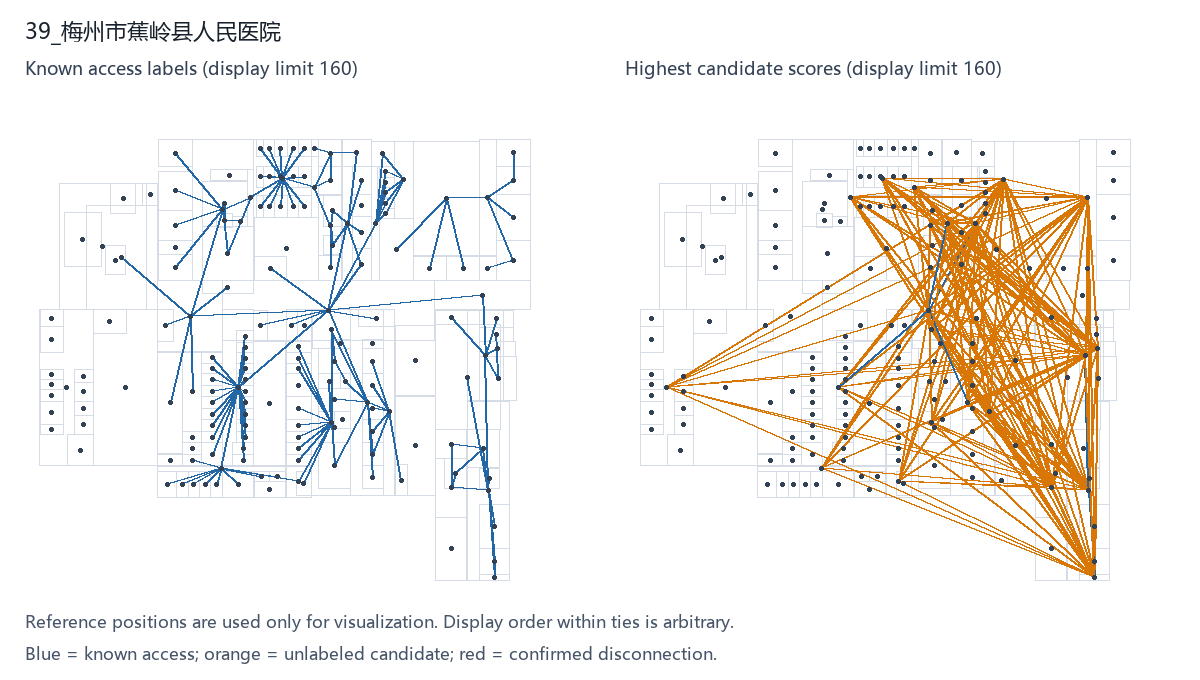 39_梅州市蕉岭县人民医院
Known access labels (display limit 160)
Highest candidate scores (display limit 160)
Reference positions are used only for visualization. Display order within ties is arbitrary.
Blue = known access; orange = unlabeled candidate; red = confirmed disconnection.